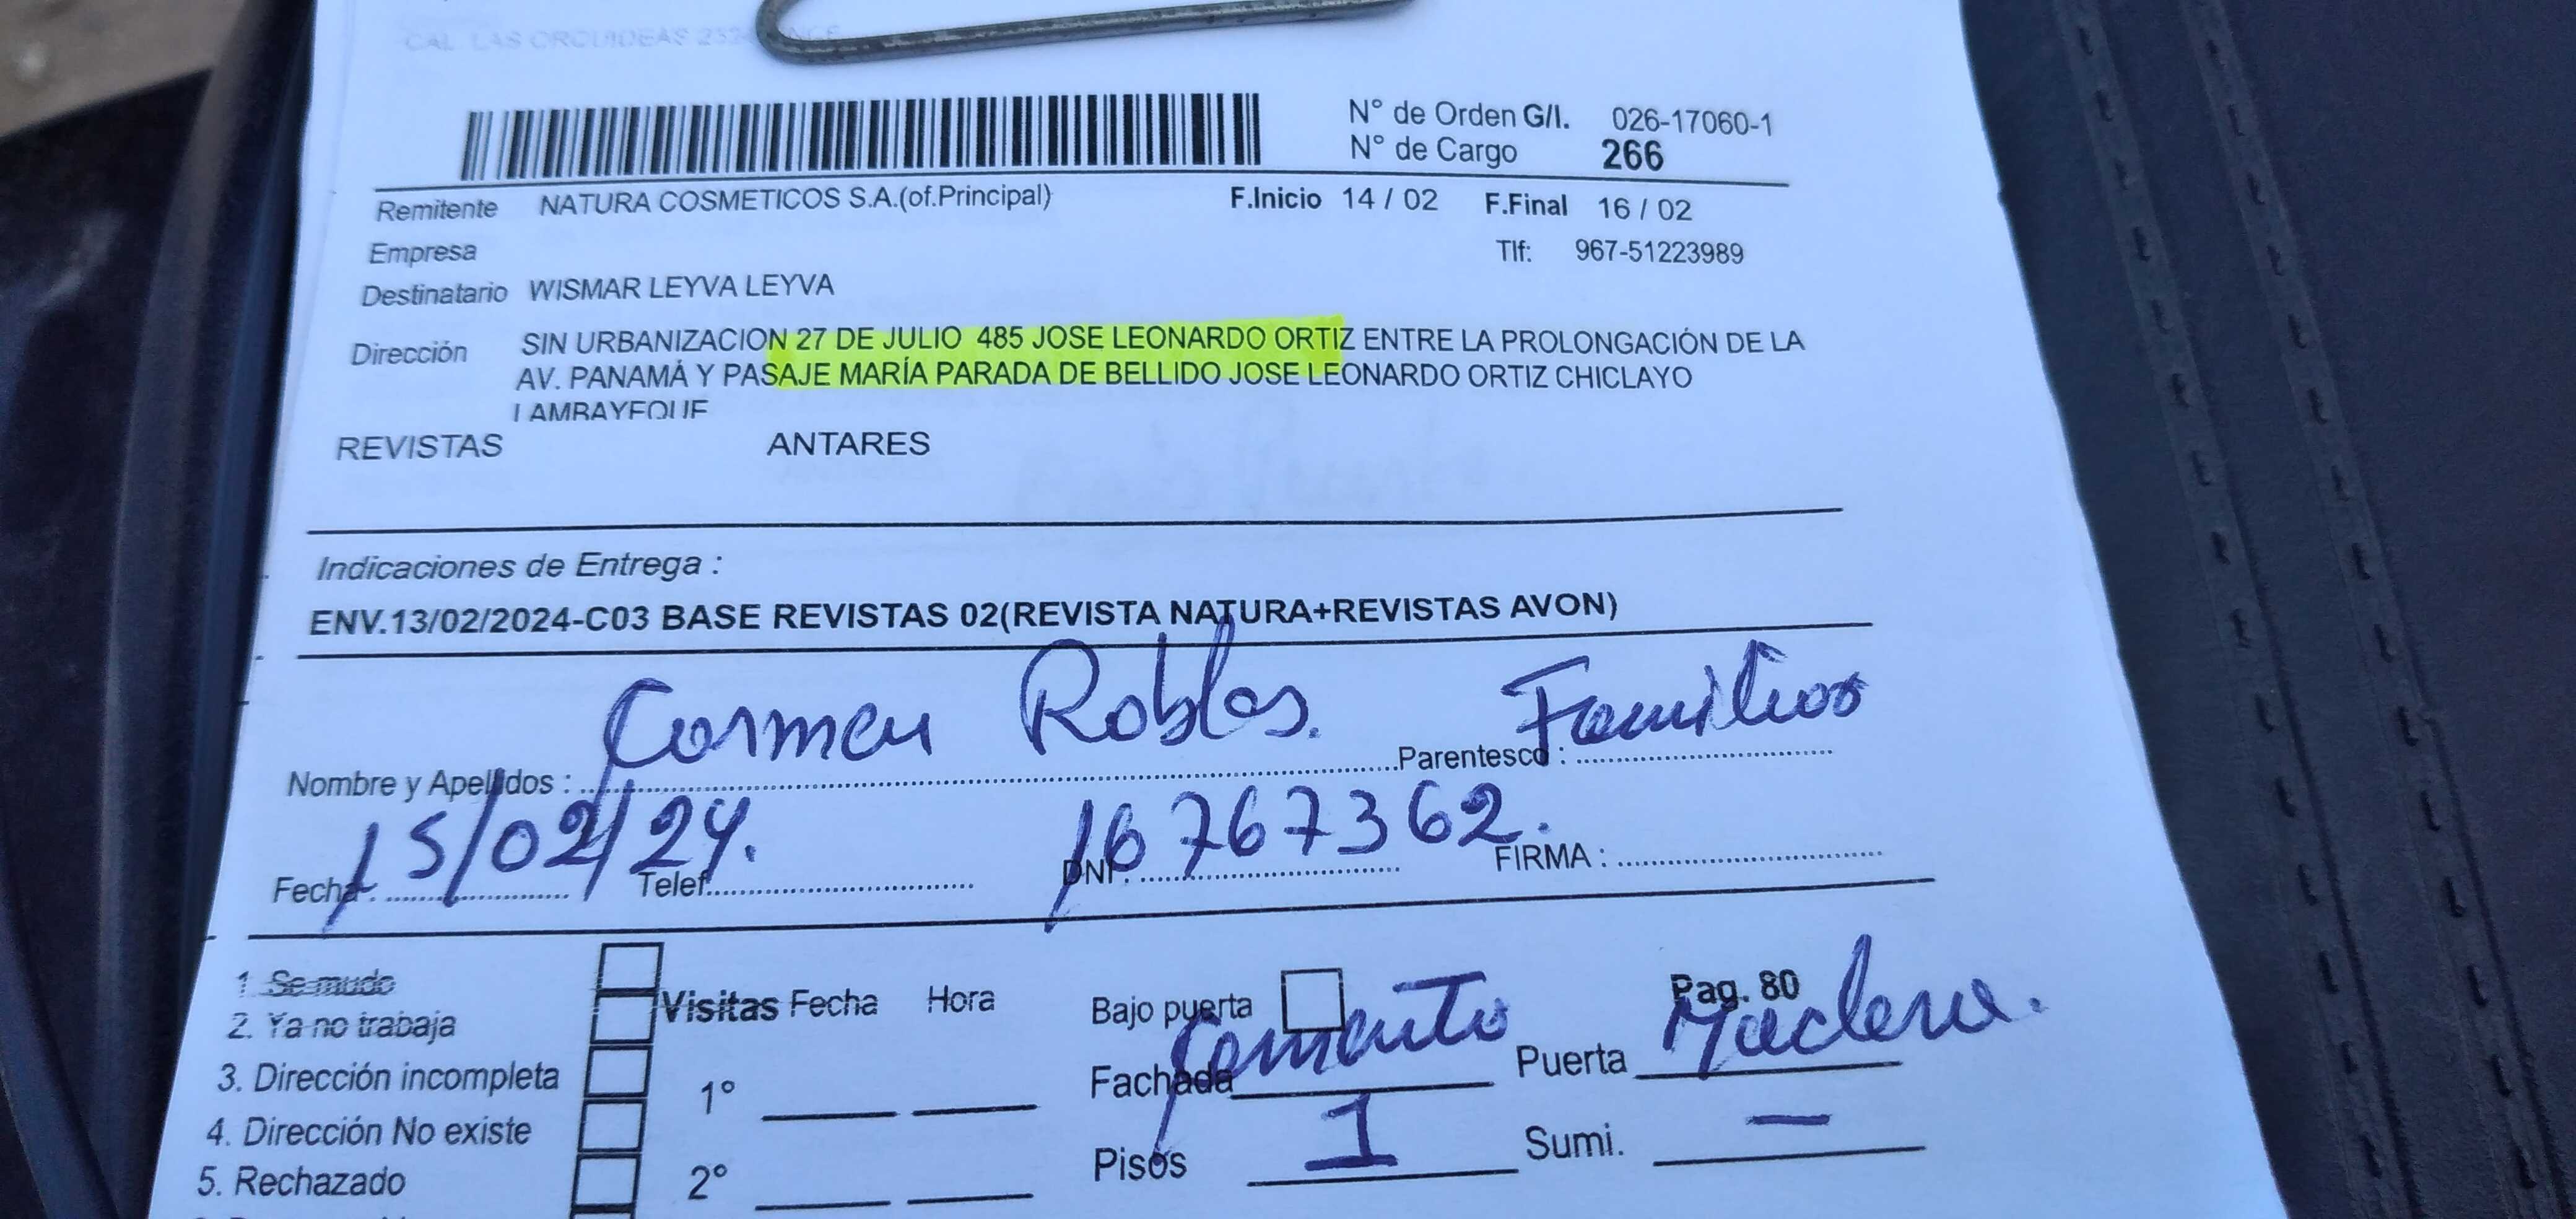 CAL. LAS ORQUIDEAS
N° de Orden G/I. 026-17060-1
N° de Cargo 266
Remitente NATURA COSMETICOS S.A.(of.Principal) F.Inicio 14 / 02 F.Final 16 / 02
Empresa Tlf: 967-51223989
Destinatario WISMAR LEYVA LEYVA
Dirección SIN URBANIZACION 27 DE JULIO 485 JOSE LEONARDO ORTIZ ENTRE LA PROLONGACIÓN DE LA
AV. PANAMÁ Y PASAJE MARÍA PARADA DE BELLIDO JOSE LEONARDO ORTIZ CHICLAYO
LAMBAYEQUE
REVISTAS ANTARES
Indicaciones de Entrega :
ENV.13/02/2024-C03 BASE REVISTAS 02(REVISTA NATURA+REVISTAS AVON)
Nombre y Apellidos : Carmen Robles. Parentesco : Familiar
Fecha : 15/02/24. Telef. DNI : 16767362. FIRMA :
1. Se mudo
2. Ya no trabaja
3. Dirección incompleta
4. Dirección No existe
5. Rechazado
Visitas Fecha Hora
1°
2°
Bajo puerta Pag. 80
Fachada Cemento Puerta Madera.
Pisos 1 Sumi. —